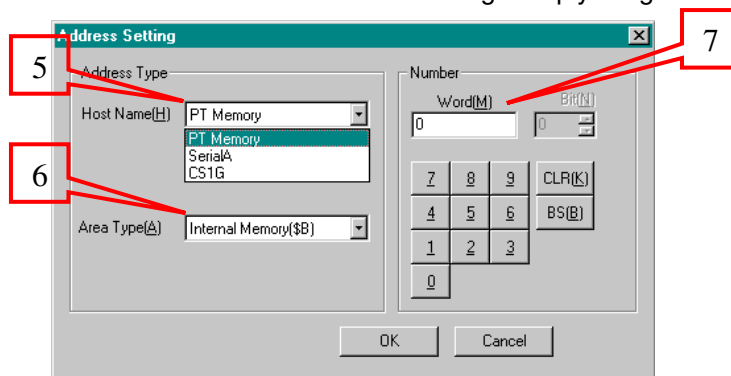 Address Setting
5
7
Address Type
Number
Host Name(H)
PT Memory
Word(M)
Bit(N)
0
0
PT Memory
SerialA
CS1G
6
7 8 9 CLR(K)
4 5 6 BS(B)
Area Type(A)
Internal Memory($B)
1 2 3
0
OK
Cancel